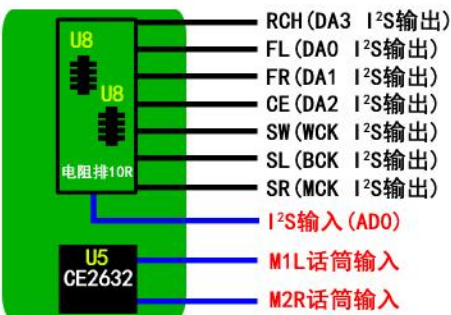 U8
U8
电阻排10R
RCH(DA3 I²S输出)
FL(DA0 I²S输出)
FR(DA1 I²S输出)
CE(DA2 I²S输出)
SW(WCK I²S输出)
SL(BCK I²S输出)
SR(MCK I²S输出)
I²S输入(AD0)
U5
CE2632
M1L话筒输入
M2R话筒输入